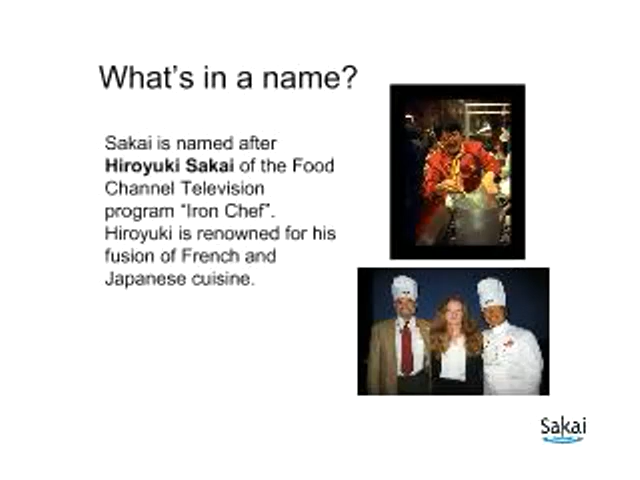 What's in a name?
Sakai is named after
Hiroyuki Sakai of the Food
Channel Television
program “Iron Chef”.
Hiroyuki is renowned for his
fusion of French and
Japanese cuisine.
Sakai